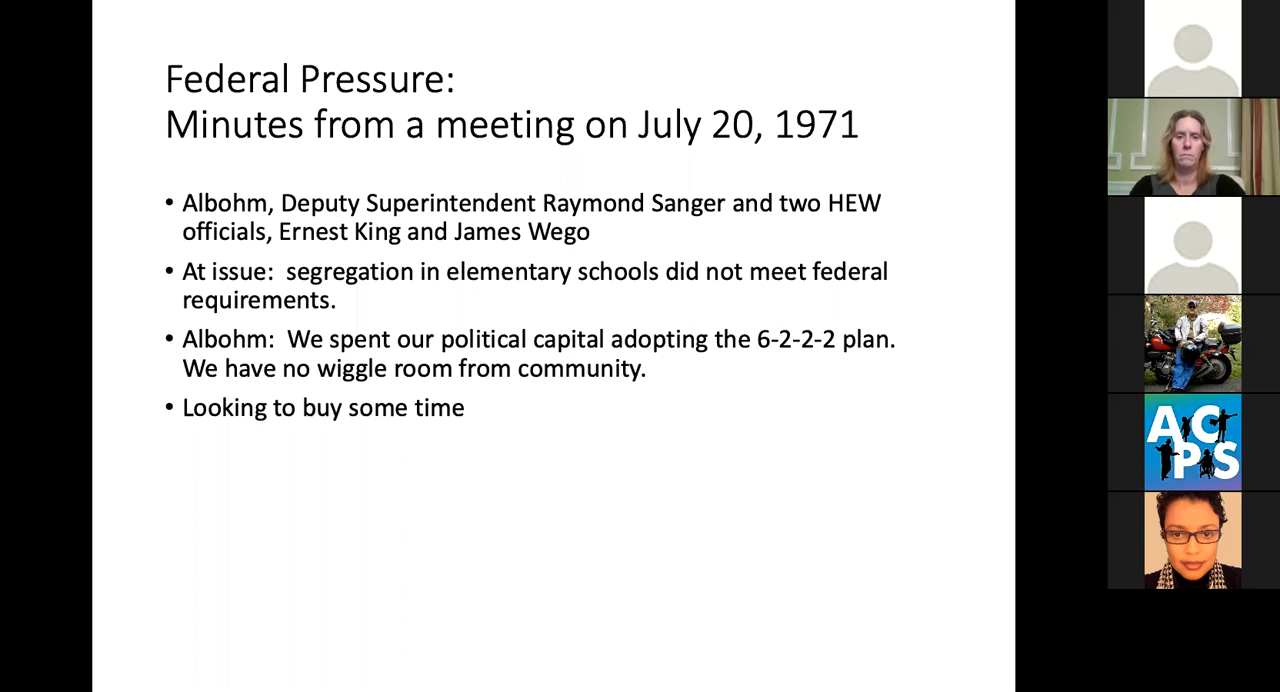 Federal Pressure:
Minutes from a meeting on July 20, 1971
• Albohm, Deputy Superintendent Raymond Sanger and two HEW
officials, Ernest King and James Wego
• At issue:  segregation in elementary schools did not meet federal
requirements.
• Albohm:  We spent our political capital adopting the 6-2-2-2 plan.
We have no wiggle room from community.
• Looking to buy some time
AC
PS